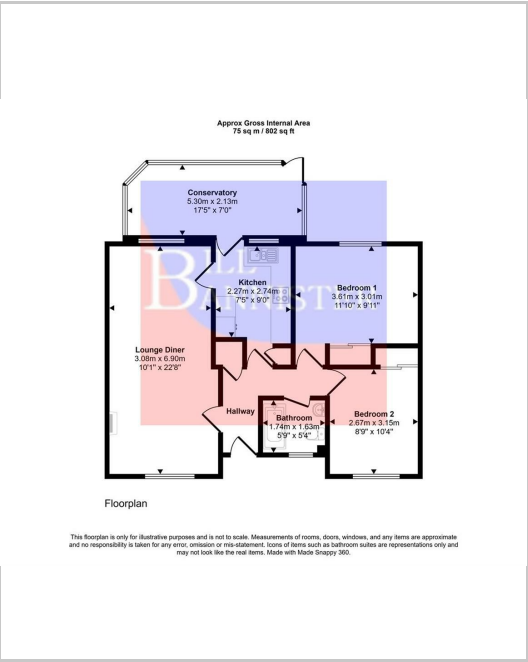 Approx Gross Internal Area
75 sq m / 802 sq ft
Conservatory
5.30m x 2.13m
17'5" x 7'0"
BILL
BANNISTER
Kitchen
2.27m x 2.74m
7'5" x 9'0"
Bedroom 1
3.61m x 3.01m
11'10" x 9'11"
Lounge Diner
3.08m x 6.90m
10'1" x 22'8"
Hallway
Bathroom
1.74m x 1.63m
5'9" x 5'4"
Bedroom 2
2.67m x 3.15m
8'9" x 10'4"
Floorplan
This floorplan is only for illustrative purposes and is not to scale. Measurements of rooms, doors, windows, and any items are approximate
and no responsibility is taken for any error, omission or mis-statement. Icons of items such as bathroom suites are representations only and
may not look like the real items. Made with Made Snappy 360.